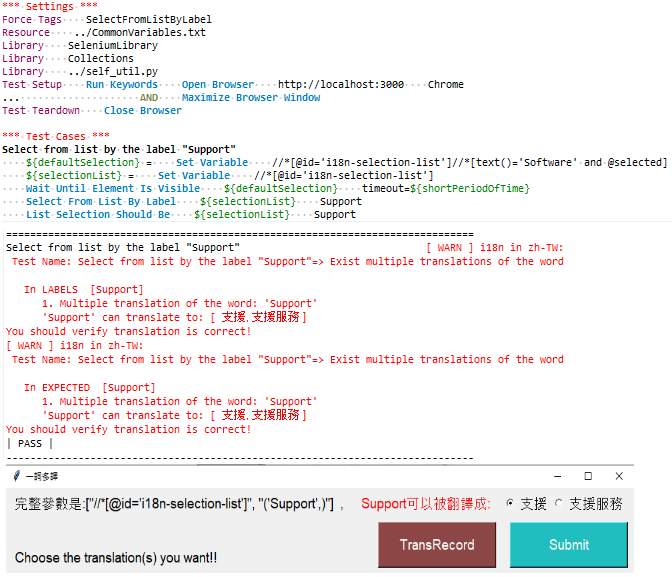 *** Settings ***
Force Tags    SelectFromListByLabel
Resource    ../CommonVariables.txt
Library    SeleniumLibrary
Library    Collections
Library    ../self_util.py
Test Setup    Run Keywords    Open Browser    http://localhost:3000    Chrome
...    AND    Maximize Browser Window
Test Teardown    Close Browser
*** Test Cases ***
Select from list by the label "Support"
${defaultSelection} =    Set Variable    //*[@id='i18n-selection-list']//*[text()='Software' and @selected]
${selectionList} =    Set Variable    //*[@id='i18n-selection-list']
Wait Until Element Is Visible    ${defaultSelection}    timeout=${shortPeriodOfTime}
Select From List By Label    ${selectionList}    Support
List Selection Should Be    ${selectionList}    Support
==============================================================================
Select from list by the label "Support"    [ WARN ] i18n in zh-TW:
Test Name: Select from list by the label "Support"=> Exist multiple translations of the word
In LABELS  [Support]
1. Multiple translation of the word: 'Support'
'Support' can translate to: [ 支援, 支援服務 ]
You should verify translation is correct!
[ WARN ] i18n in zh-TW:
Test Name: Select from list by the label "Support"=> Exist multiple translations of the word
In EXPECTED  [Support]
1. Multiple translation of the word: 'Support'
'Support' can translate to: [ 支援, 支援服務 ]
You should verify translation is correct!
| PASS |
------------------------------------------------------------------------------
一詞多譯
完整參數是:["//*[@id='i18n-selection-list']", "('Support',)"] ,    Support可以被翻譯成:    支援    支援服務
TransRecord    Submit
Choose the translation(s) you want!!